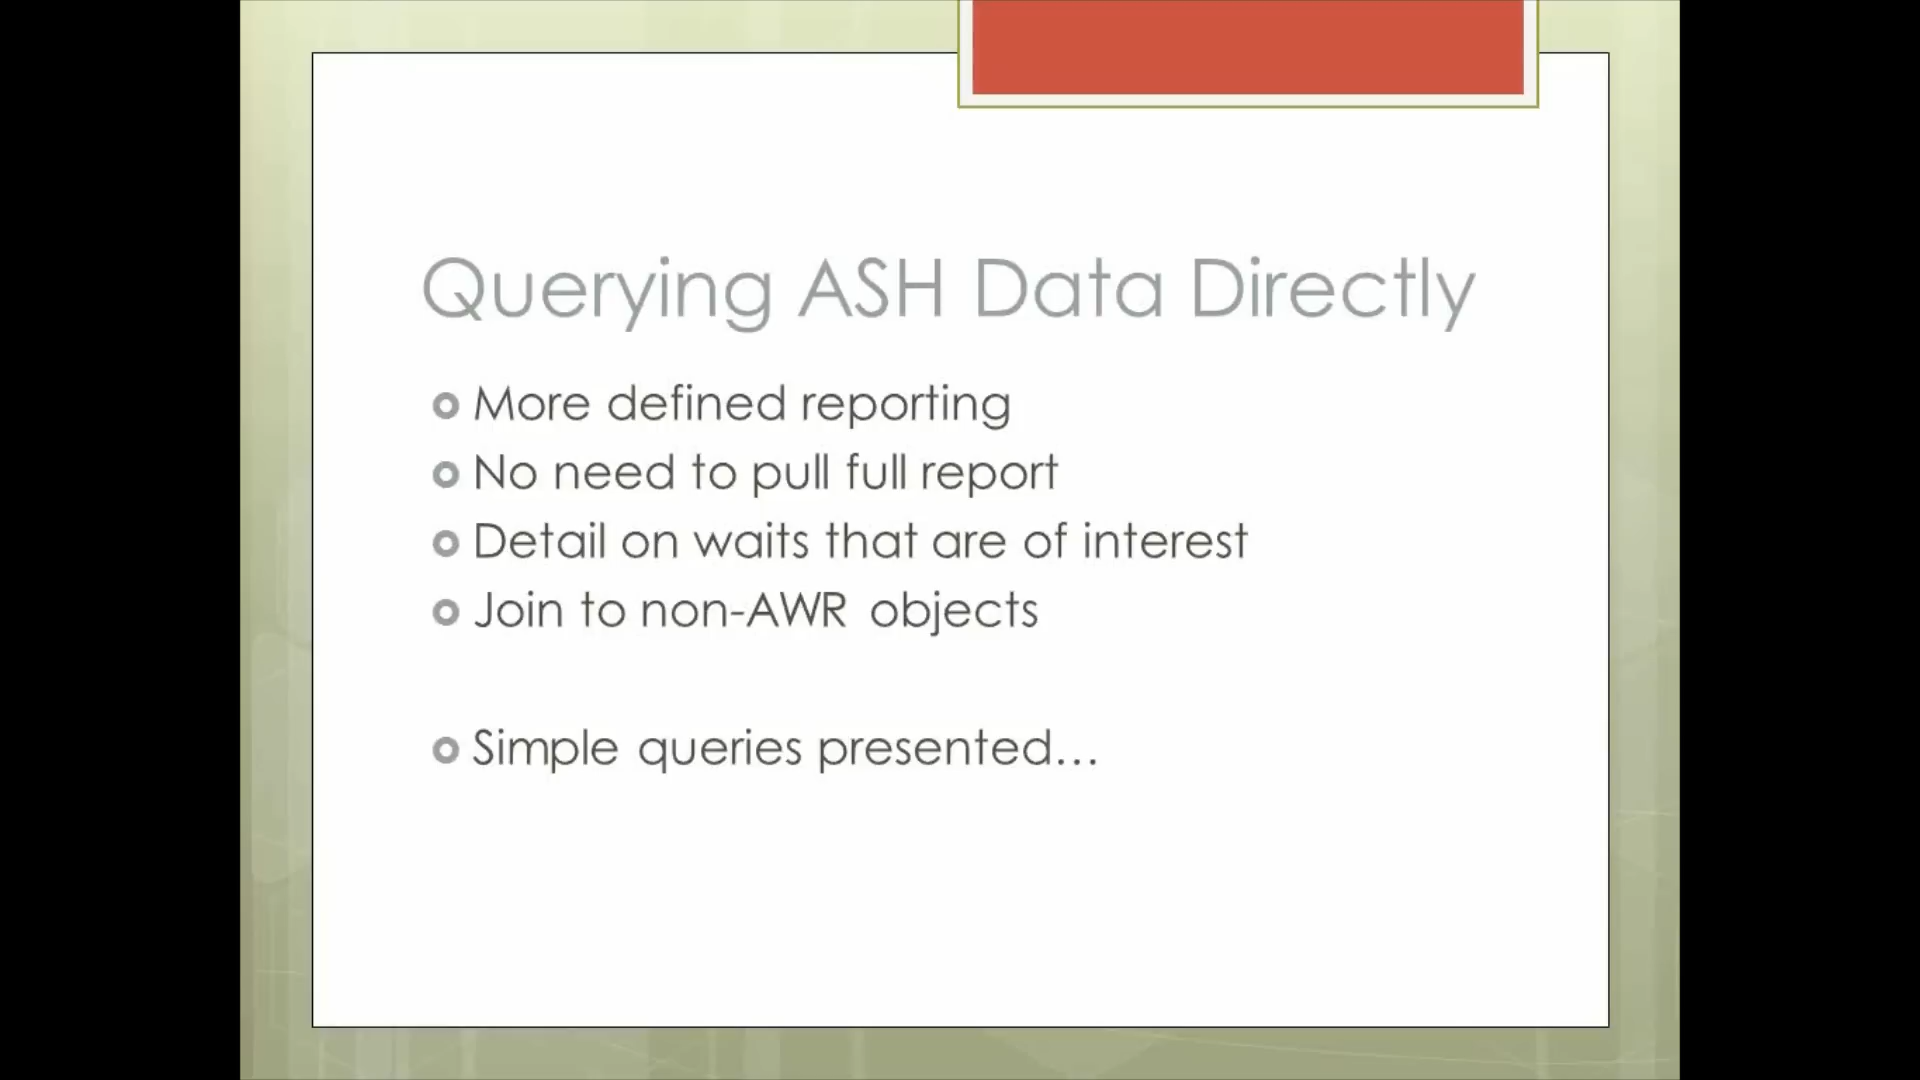 Querying ASH Data Directly
More defined reporting
No need to pull full report
Detail on waits that are of interest
Join to non-AWR objects
Simple queries presented...